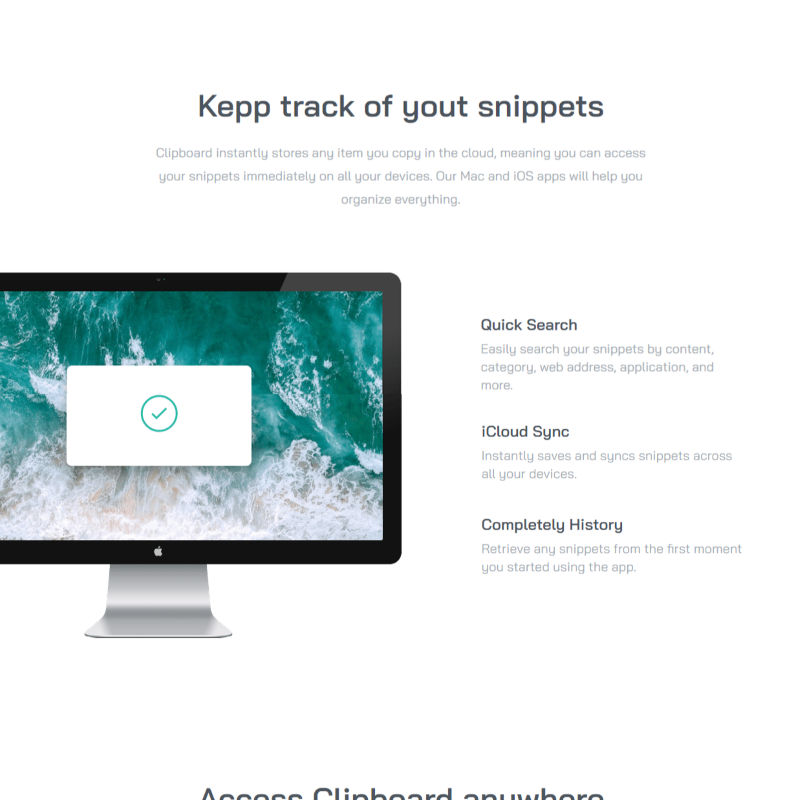 Kepp track of yout snippets
Clipboard instantly stores any item you copy in the cloud, meaning you can access
your snippets immediately on all your devices. Our Mac and iOS apps will help you
organize everything.
Quick Search
Easily search your snippets by content,
category, web address, application, and
more.
iCloud Sync
Instantly saves and syncs snippets across
all your devices.
Completely History
Retrieve any snippets from the first moment
you started using the app.
Access Clipboard anywhere